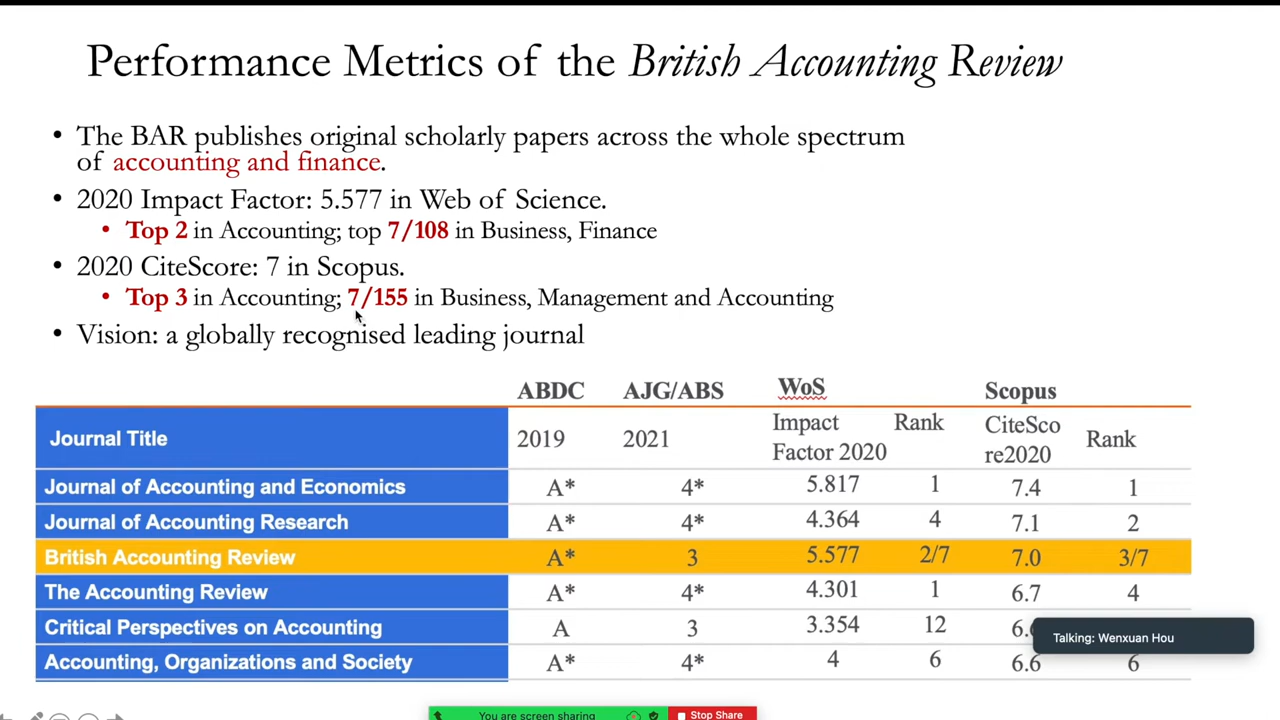 Performance Metrics of the British Accounting Review
• The BAR publishes original scholarly papers across the whole spectrum
of accounting and finance.
• 2020 Impact Factor: 5.577 in Web of Science.
• Top 2 in Accounting; top 7/108 in Business, Finance
• 2020 CiteScore: 7 in Scopus.
• Top 3 in Accounting; 7/155 in Business, Management and Accounting
• Vision: a globally recognised leading journal
ABDC AJG/ABS WoS Scopus
Journal Title 2019 2021 Impact Factor 2020 Rank CiteSco re2020 Rank
Journal of Accounting and Economics A* 4* 5.817 1 7.4 1
Journal of Accounting Research A* 4* 4.364 4 7.1 2
British Accounting Review A* 3 5.577 2/7 7.0 3/7
The Accounting Review A* 4* 4.301 1 6.7 4
Critical Perspectives on Accounting A 3 3.354 12
Talking: Wenxuan Hou
Accounting, Organizations and Society A* 4* 4 6 6.6 6
You are screen sharing Stop Share